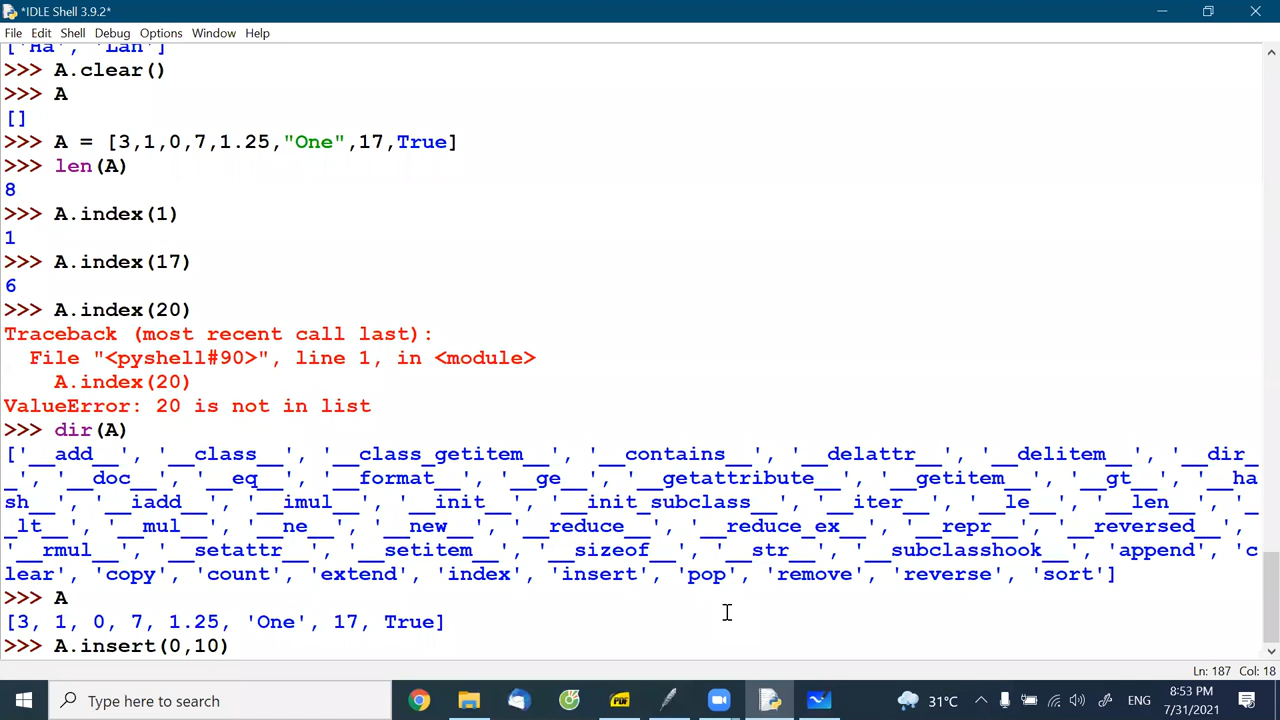 *IDLE Shell 3.9.2*
File Edit Shell Debug Options Window Help
['Ha', 'Lan']
>>> A.clear()
>>> A
[]
>>> A = [3,1,0,7,1.25,"One",17,True]
>>> len(A)
8
>>> A.index(1)
1
>>> A.index(17)
6
>>> A.index(20)
Traceback (most recent call last):
  File "<pyshell#90>", line 1, in <module>
    A.index(20)
ValueError: 20 is not in list
>>> dir(A)
['__add__', '__class__', '__class_getitem__', '__contains__', '__delattr__', '__delitem__', '__dir_
_', '__doc__', '__eq__', '__format__', '__ge__', '__getattribute__', '__getitem__', '__gt__', '__ha
sh__', '__iadd__', '__imul__', '__init__', '__init_subclass__', '__iter__', '__le__', '__len__', '_
_lt__', '__mul__', '__ne__', '__new__', '__reduce__', '__reduce_ex__', '__repr__', '__reversed__',
'__rmul__', '__setattr__', '__setitem__', '__sizeof__', '__str__', '__subclasshook__', 'append', 'c
lear', 'copy', 'count', 'extend', 'index', 'insert', 'pop', 'remove', 'reverse', 'sort']
>>> A
[3, 1, 0, 7, 1.25, 'One', 17, True]
>>> A.insert(0,10)
Ln: 187 Col: 18
Type here to search
31°C
ENG
8:53 PM
7/31/2021